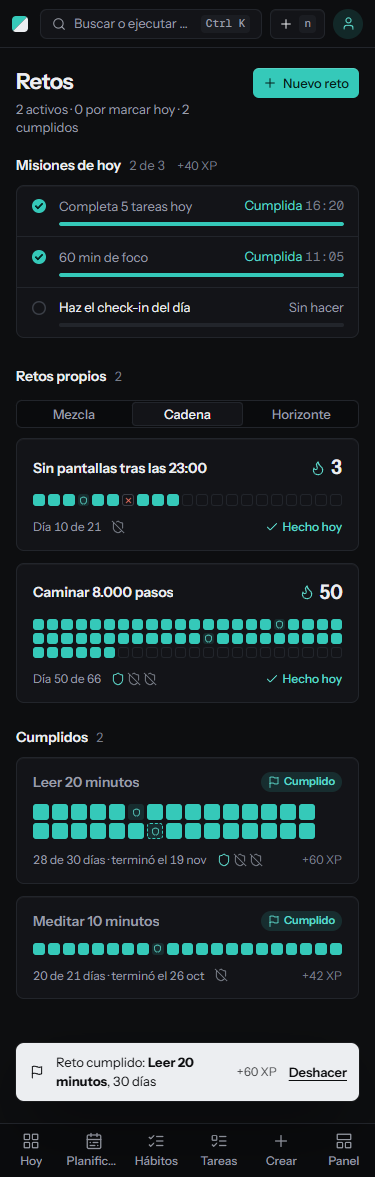 Buscar o ejecutar ... Ctrl K
n
Retos
Nuevo reto
2 activos · 0 por marcar hoy · 2
cumplidos
Misiones de hoy 2 de 3 +40 XP
Completa 5 tareas hoy Cumplida 16:20
60 min de foco Cumplida 11:05
Haz el check-in del día Sin hacer
Retos propios 2
Mezcla Cadena Horizonte
Sin pantallas tras las 23:00 3
Día 10 de 21 Hecho hoy
Caminar 8.000 pasos 50
Día 50 de 66 Hecho hoy
Cumplidos 2
Leer 20 minutos Cumplido
28 de 30 días · terminó el 19 nov +60 XP
Meditar 10 minutos Cumplido
20 de 21 días · terminó el 26 oct +42 XP
Reto cumplido: Leer 20
minutos, 30 días
+60 XP Deshacer
Hoy Planific... Hábitos Tareas Crear Panel